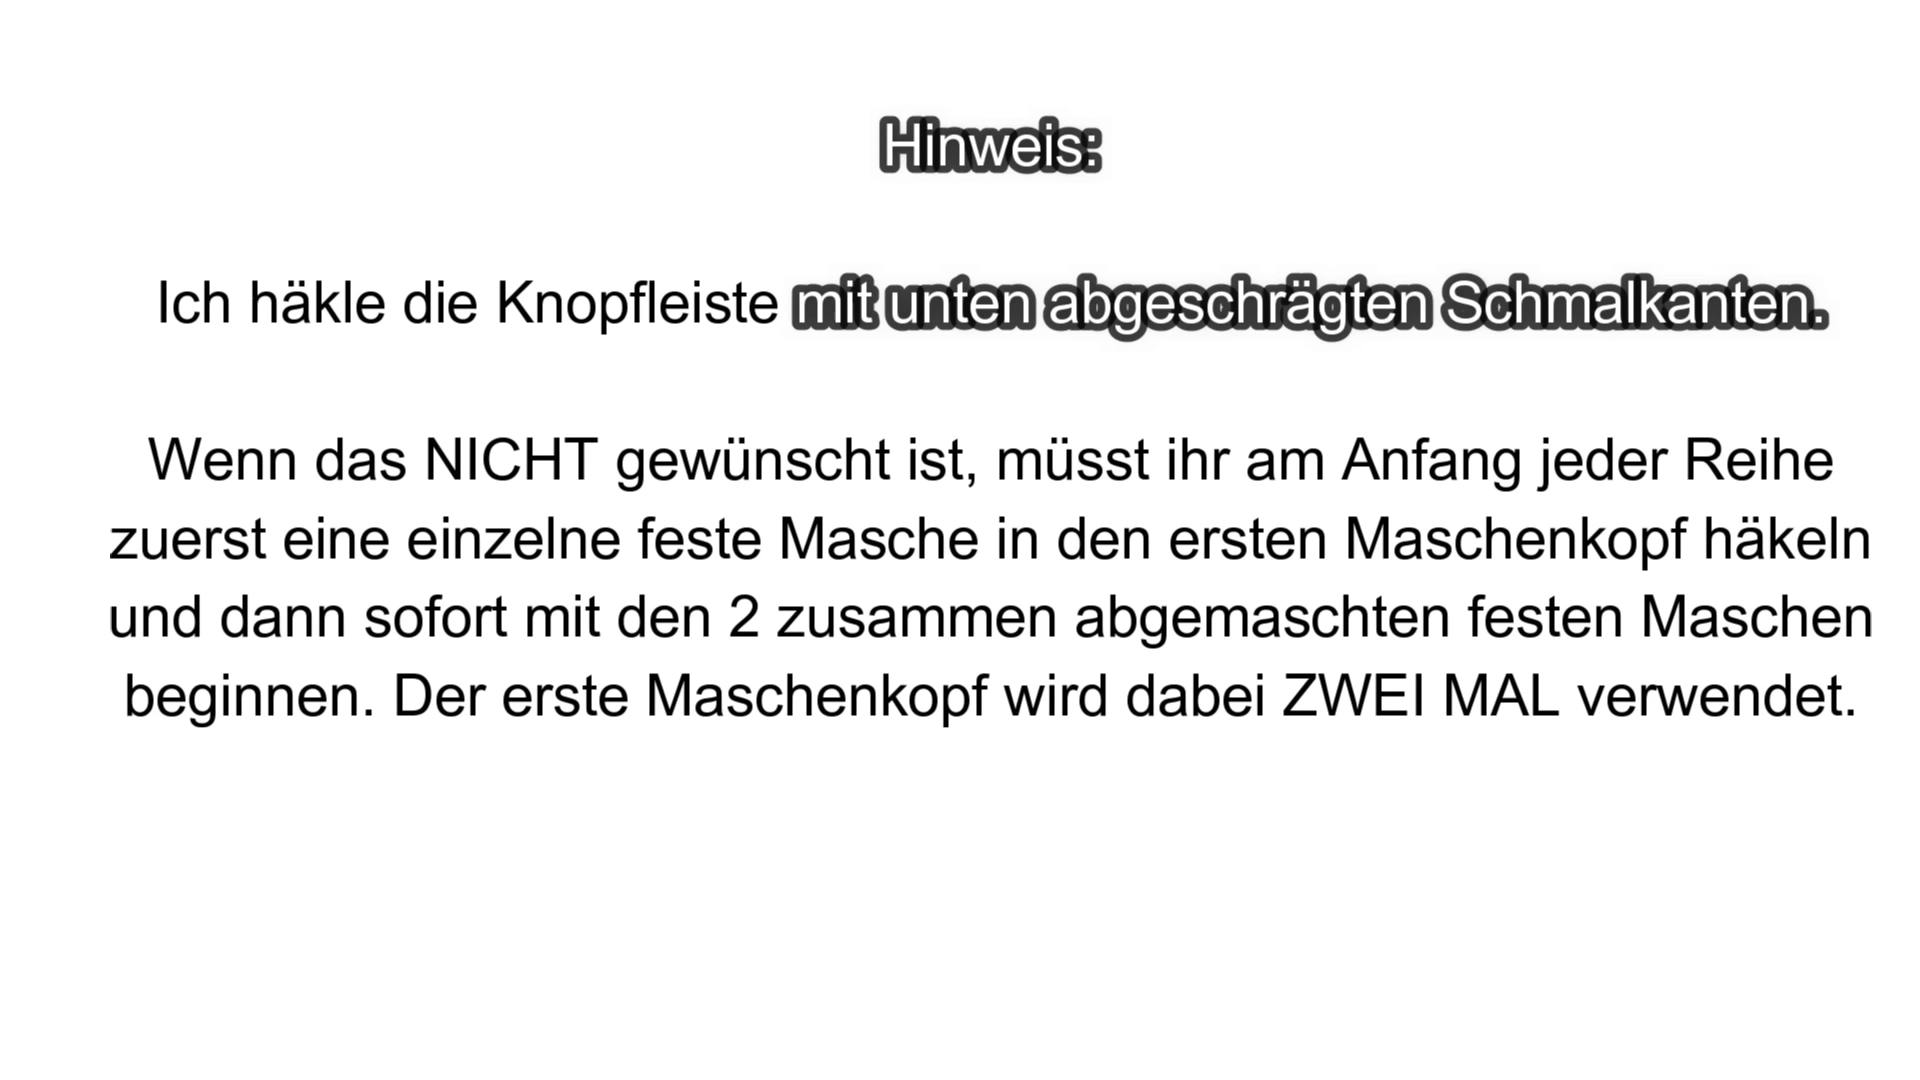 Hinweis:
Ich häkle die Knopfleiste mit unten abgeschrägten Schmalkanten.
Wenn das NICHT gewünscht ist, müsst ihr am Anfang jeder Reihe
zuerst eine einzelne feste Masche in den ersten Maschenkopf häkeln
und dann sofort mit den 2 zusammen abgemaschten festen Maschen
beginnen. Der erste Maschenkopf wird dabei ZWEI MAL verwendet.